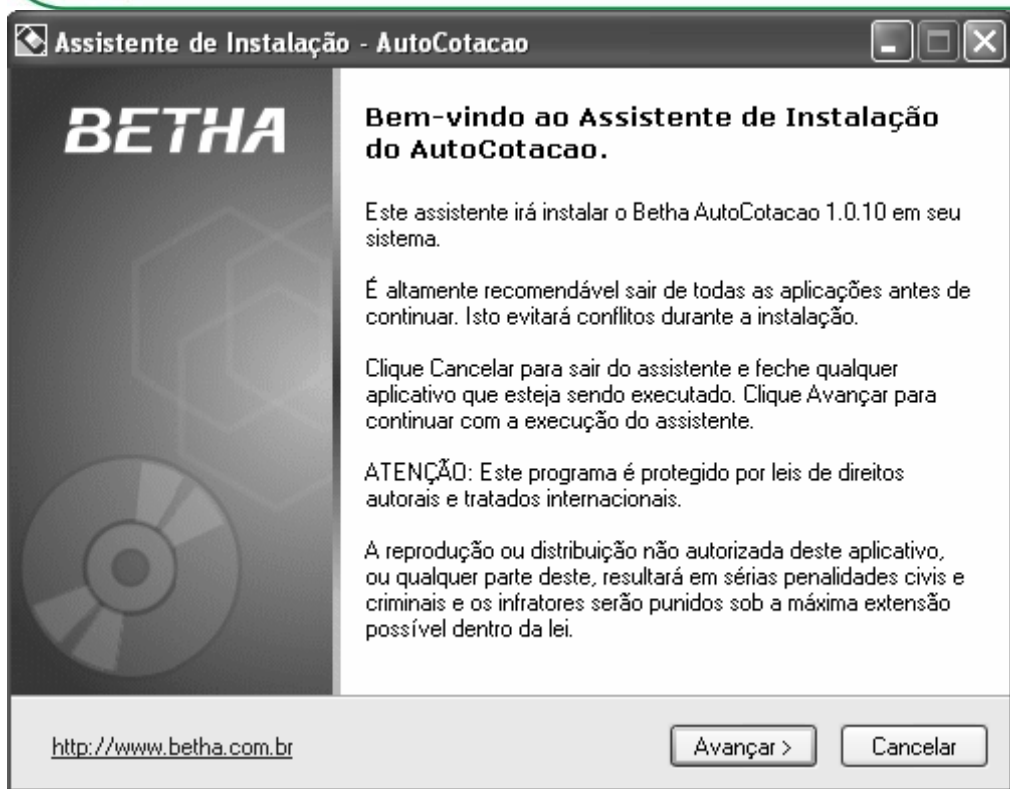 Assistente de Instalação - AutoCotacao
BETHA
Bem-vindo ao Assistente de Instalação
do AutoCotacao.
Este assistente irá instalar o Betha AutoCotacao 1.0.10 em seu
sistema.
É altamente recomendável sair de todas as aplicações antes de
continuar. Isto evitará conflitos durante a instalação.
Clique Cancelar para sair do assistente e feche qualquer
aplicativo que esteja sendo executado. Clique Avançar para
continuar com a execução do assistente.
ATENÇÃO: Este programa é protegido por leis de direitos
autorais e tratados internacionais.
A reprodução ou distribuição não autorizada deste aplicativo,
ou qualquer parte deste, resultará em sérias penalidades civis e
criminais e os infratores serão punidos sob a máxima extensão
possível dentro da lei.
http://www.betha.com.br
Avançar >
Cancelar